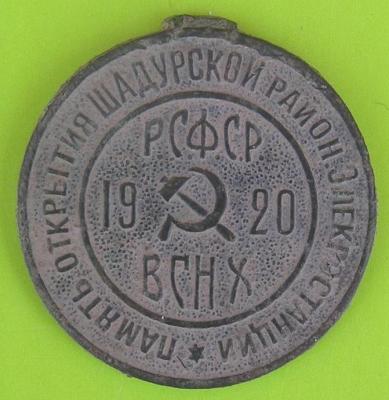 ПАМЯТЬ ОТКРЫТИЯ ШАДУРСКОЙ РАЙОН. ЭЛЕКТРОСТАНЦИИ
РСФСР
19 20
ВСНХ